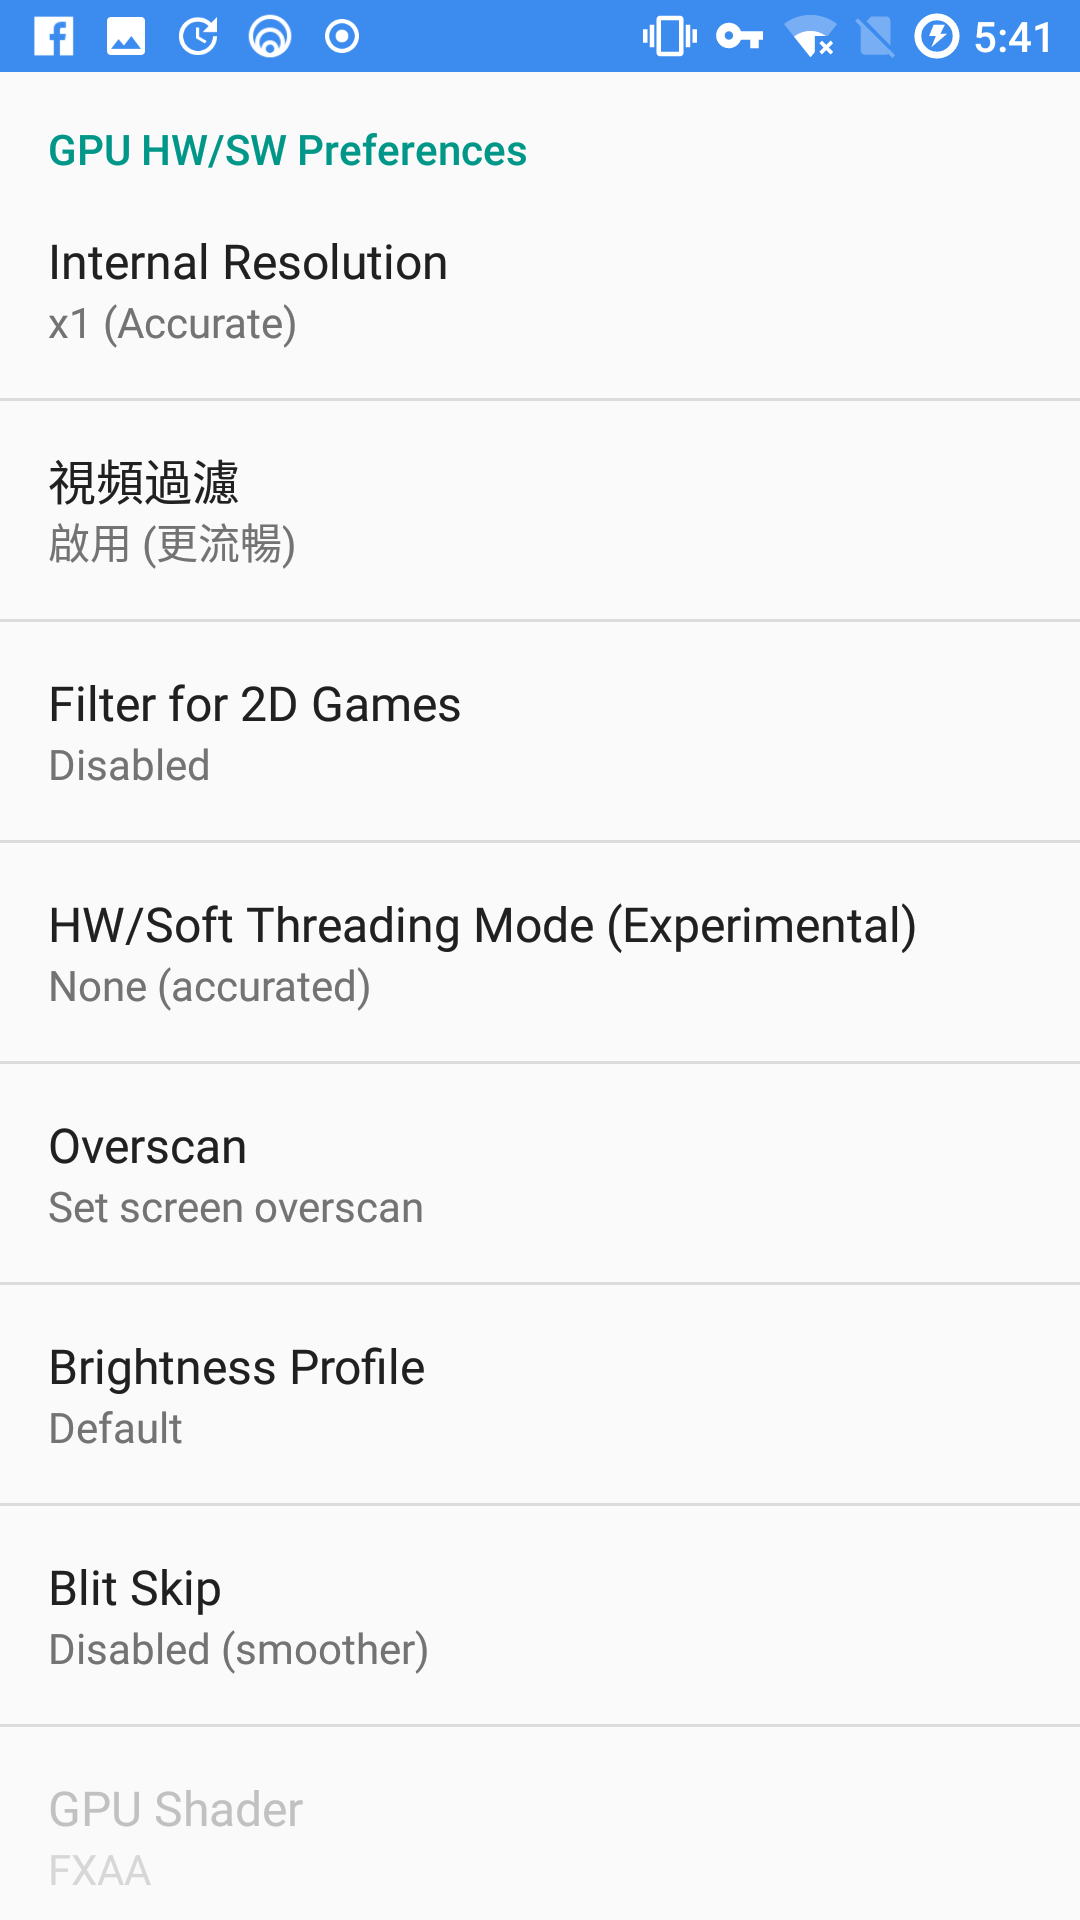 5:41
GPU HW/SW Preferences
Internal Resolution
x1 (Accurate)
視頻過濾
啟用 (更流暢)
Filter for 2D Games
Disabled
HW/Soft Threading Mode (Experimental)
None (accurated)
Overscan
Set screen overscan
Brightness Profile
Default
Blit Skip
Disabled (smoother)
GPU Shader
FXAA